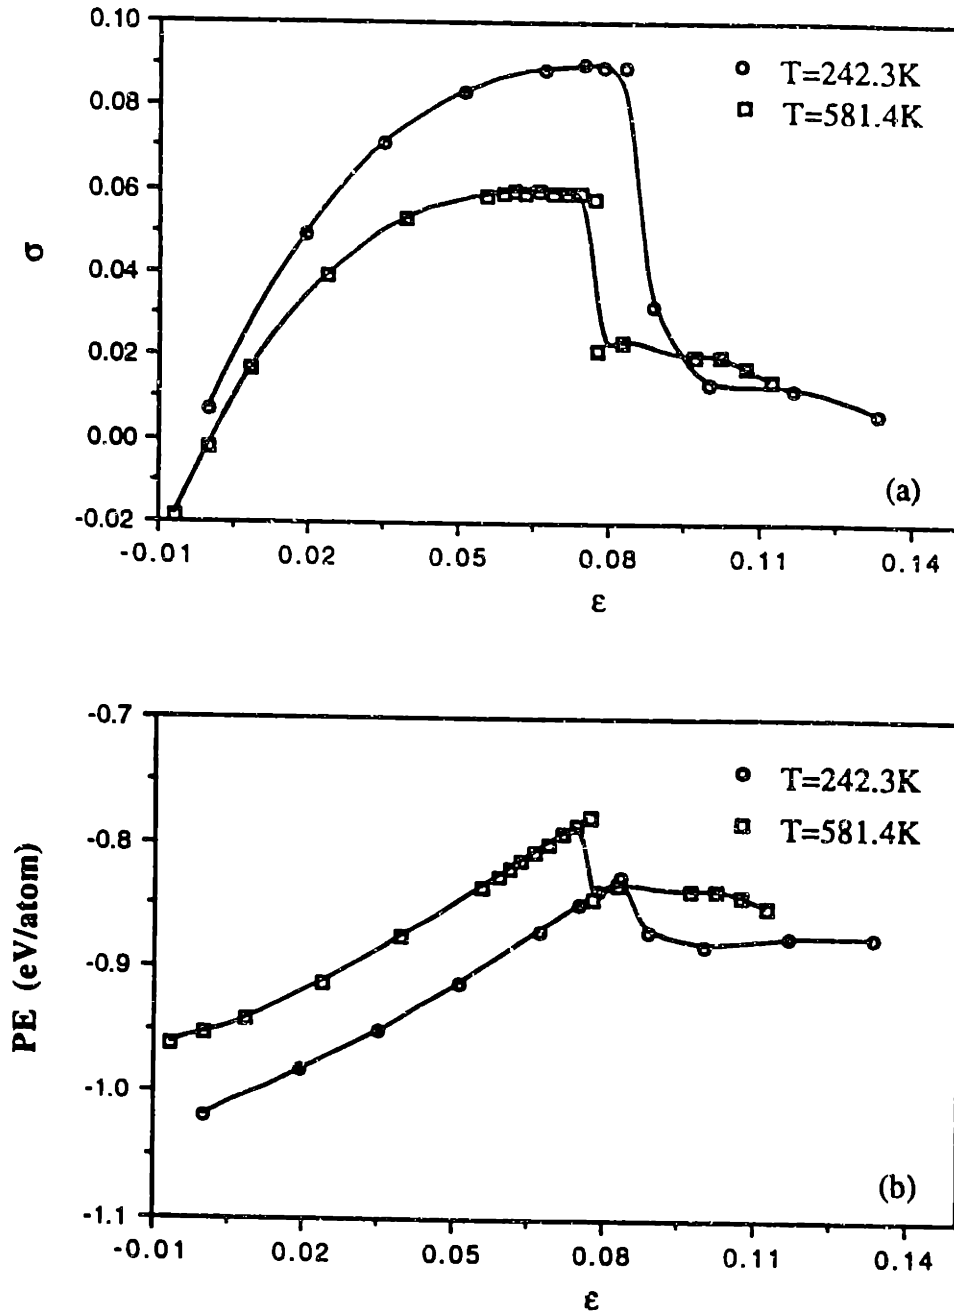 0.10
0.08
0.06
0.04
0.02
0.00
-0.02
σ
T=242.3K
T=581.4K
(a)
-0.01 0.02 0.05 0.08 0.11 0.14
ε
-0.7
-0.8
-0.9
-1.0
-1.1
PE (eV/atom)
T=242.3K
T=581.4K
(b)
-0.01 0.02 0.05 0.08 0.11 0.14
ε